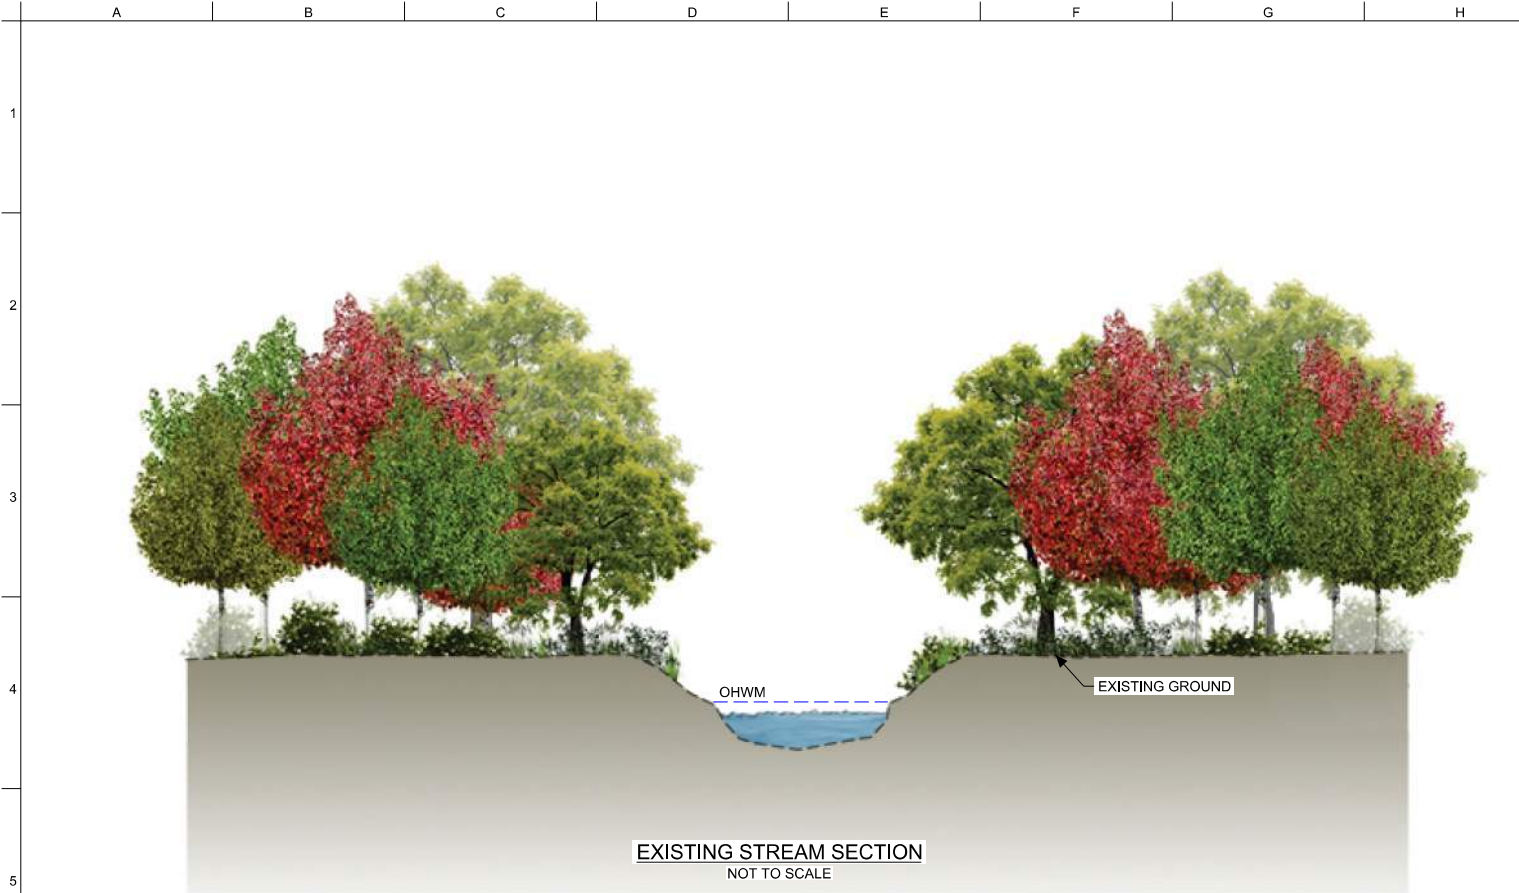 A B C D E F G H
1
2
3
4
OHWM
EXISTING GROUND
EXISTING STREAM SECTION
NOT TO SCALE
5